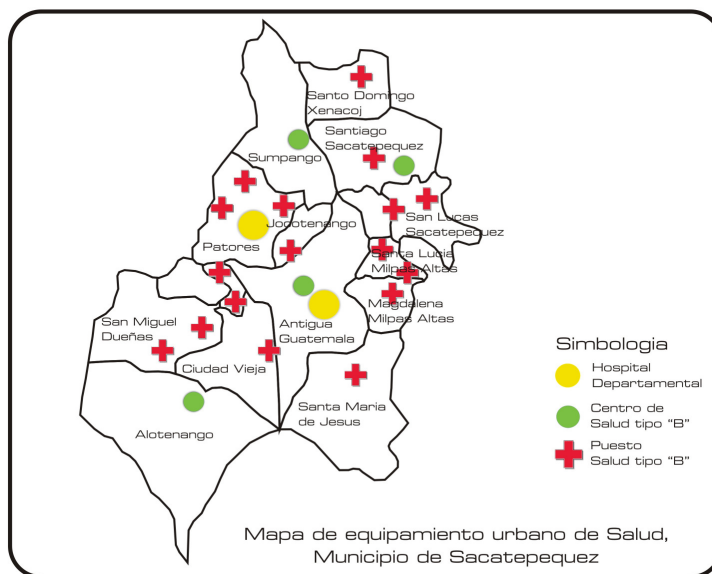 Santo Domingo
Xenacoj
Santiago
Sacatepequez
Sumpango
San Lucas
Sacatepequez
Jocotenango
Patores
Santa Lucia
Milpas Altas
Magdalena
Milpas Altas
Antigua
Guatemala
San Miguel
Dueñas
Ciudad Vieja
Santa Maria
de Jesus
Alotenango
Simbologia
Hospital
Departamental
Centro de
Salud tipo "B"
Puesto
Salud tipo "B"
Mapa de equipamiento urbano de Salud,
Municipio de Sacatepequez